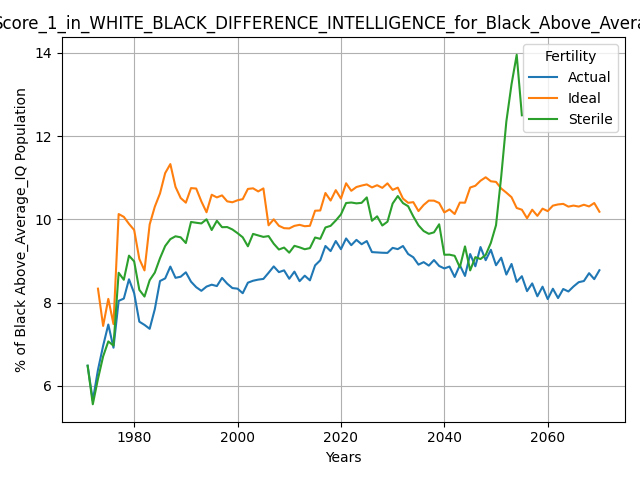 Score_1_in_WHITE_BLACK_DIFFERENCE_INTELLIGENCE_for_Black_Above_Avera
% of Black Above_Average_IQ Population
14
12
10
8
6
Fertility
Actual
Ideal
Sterile
1980
2000
2020
2040
2060
Years